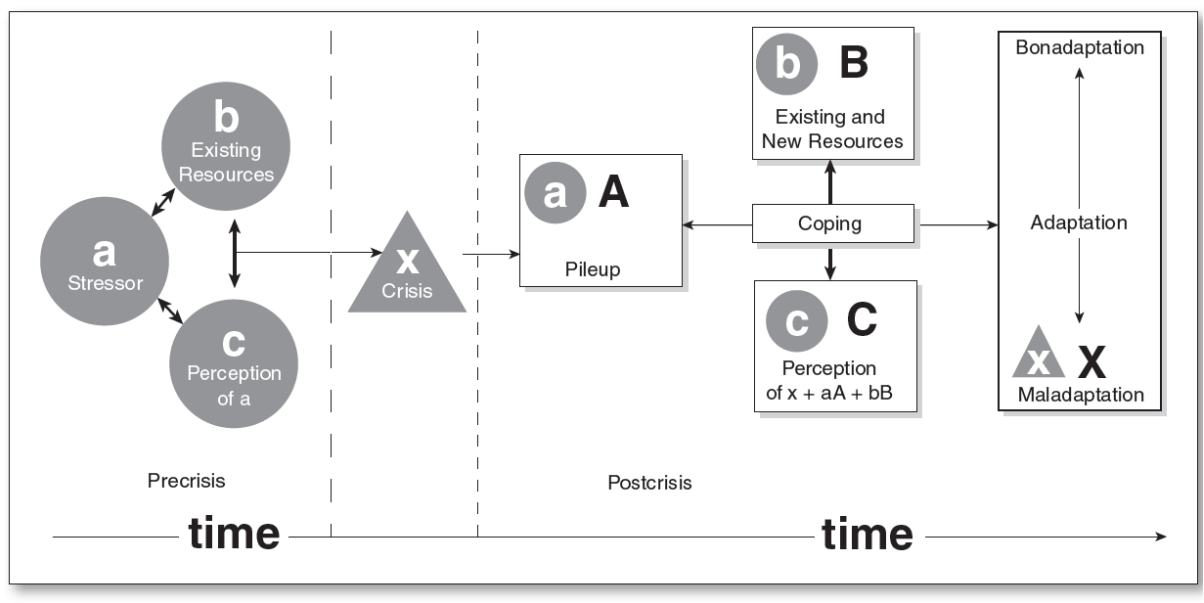 b
Existing
Resources
a
Stressor
c
Perception
of a
x
Crisis
a A
Pileup
b B
Existing and
New Resources
Coping
c C
Perception
of x + aA + bB
Bonadaptation
Adaptation
x X
Maladaptation
Precrisis
Postcrisis
time
time